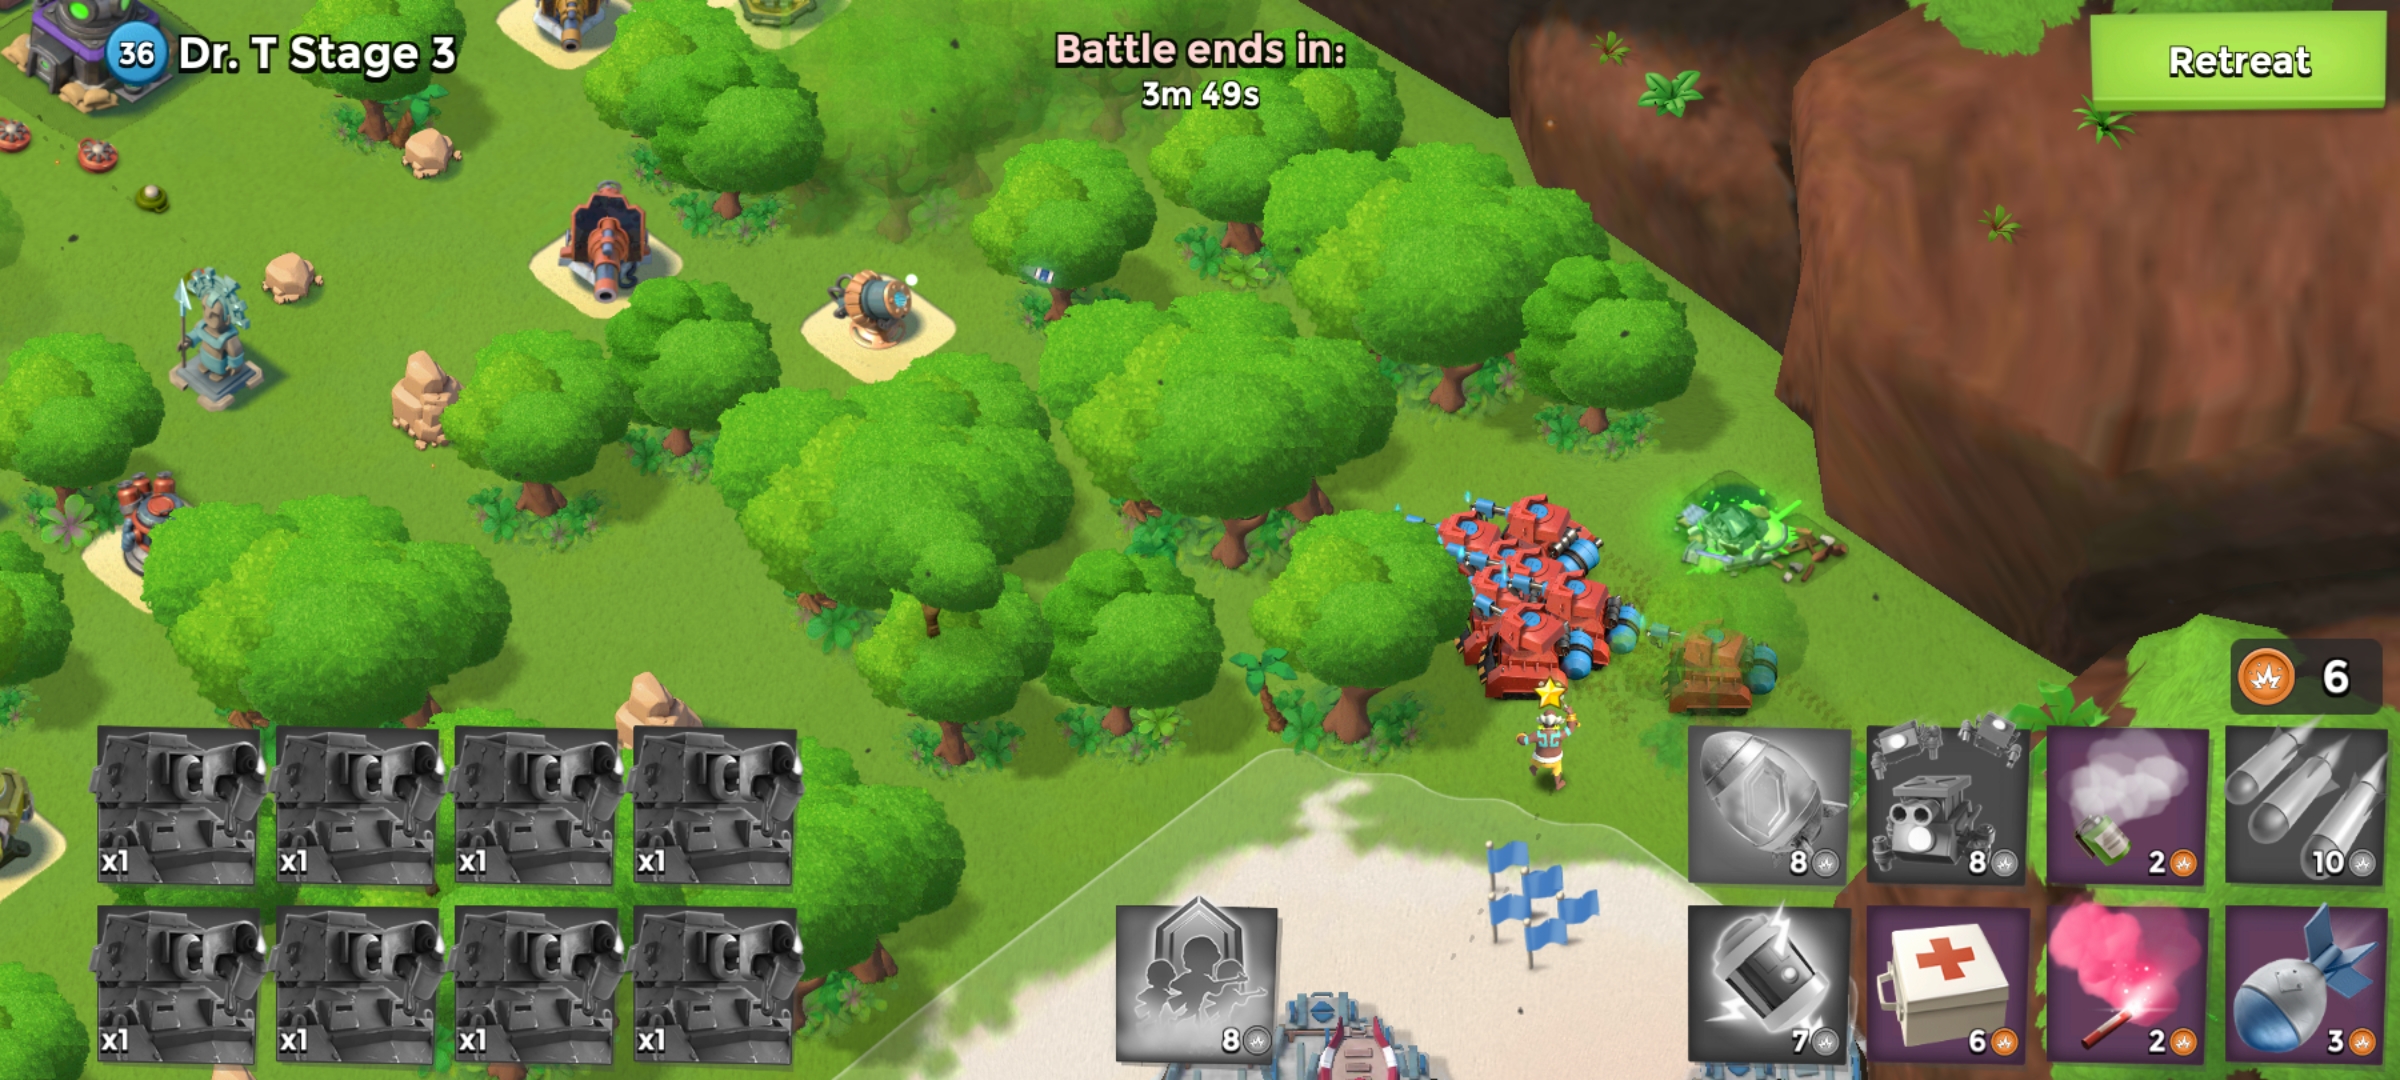 36 Dr. T Stage 3
Battle ends in:
3m 49s
Retreat
6
x1 x1 x1 x1
8 8 2 10
x1 x1 x1 x1
8
7 6 2 3